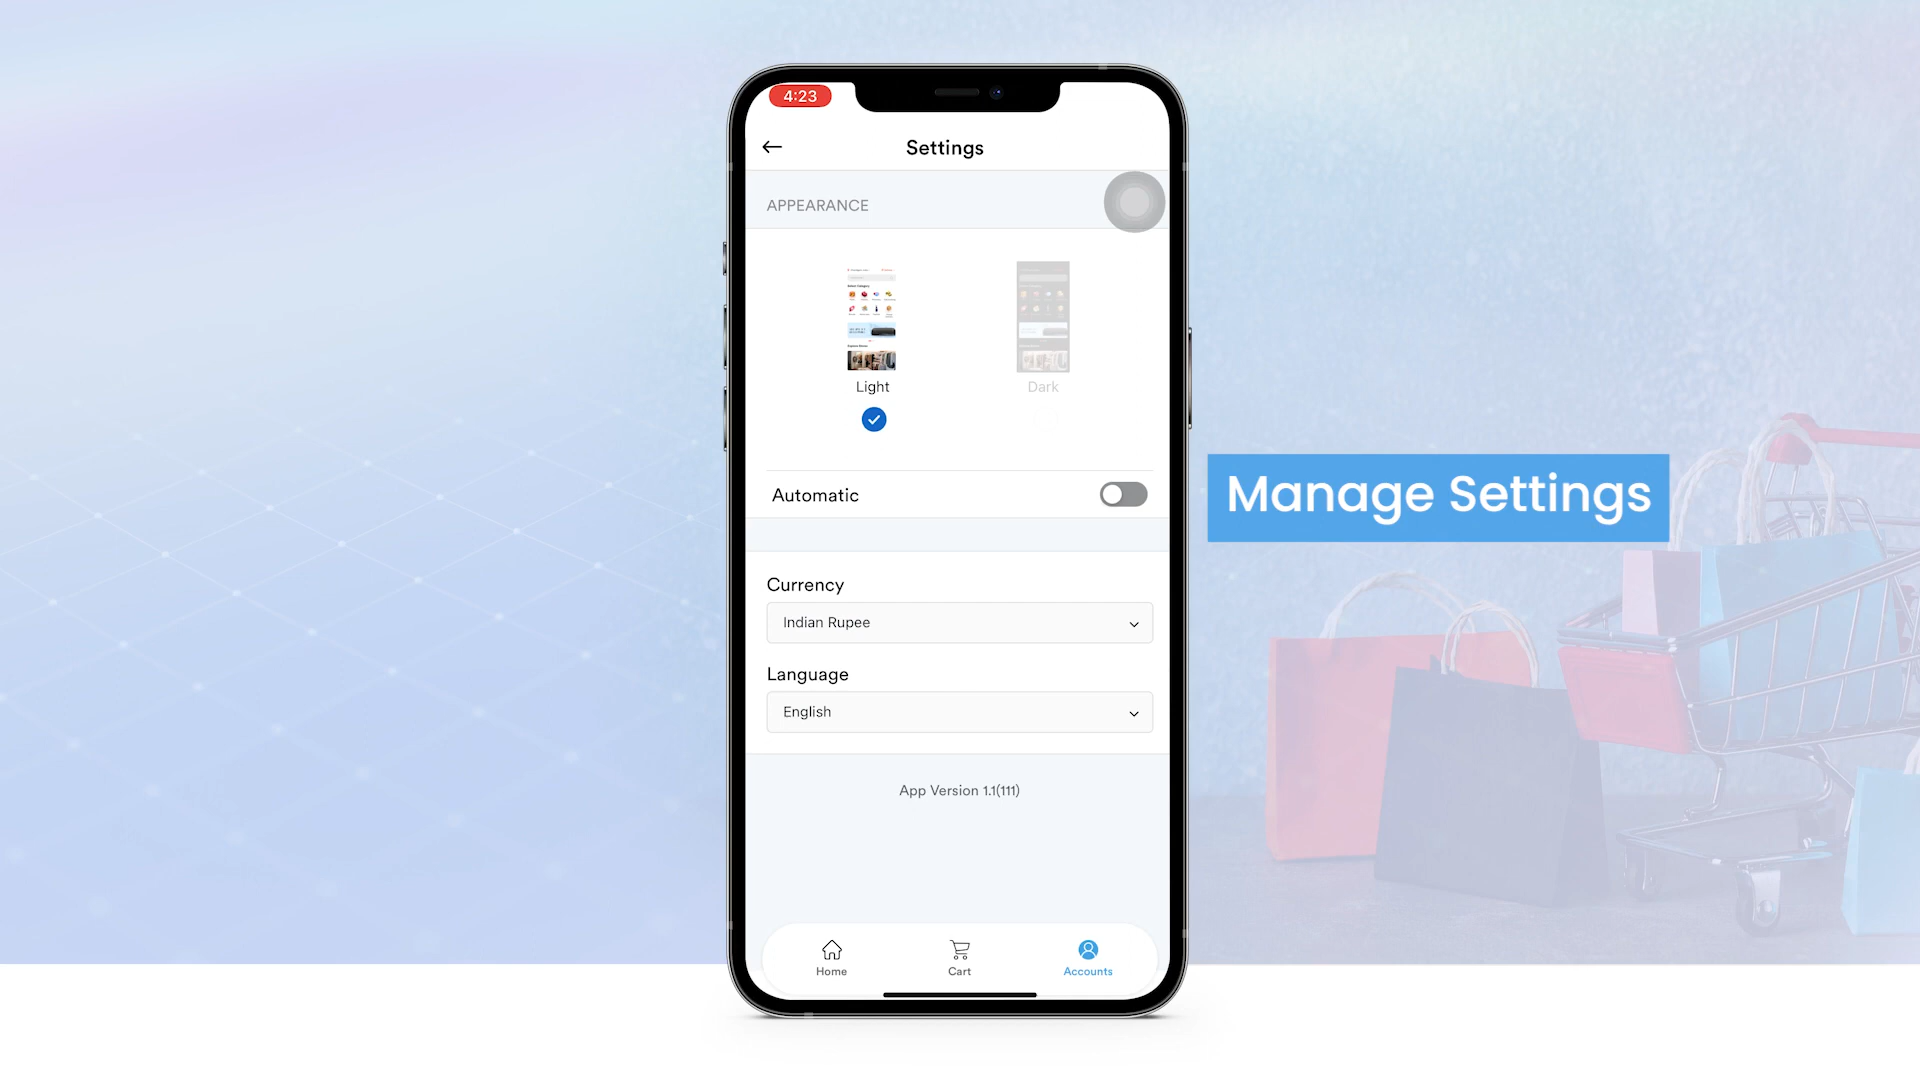 4:23
Settings
APPEARANCE
Light
Dark
Automatic
Manage Settings
Currency
Indian Rupee
Language
English
App Version 1.1(111)
Home
Cart
Accounts